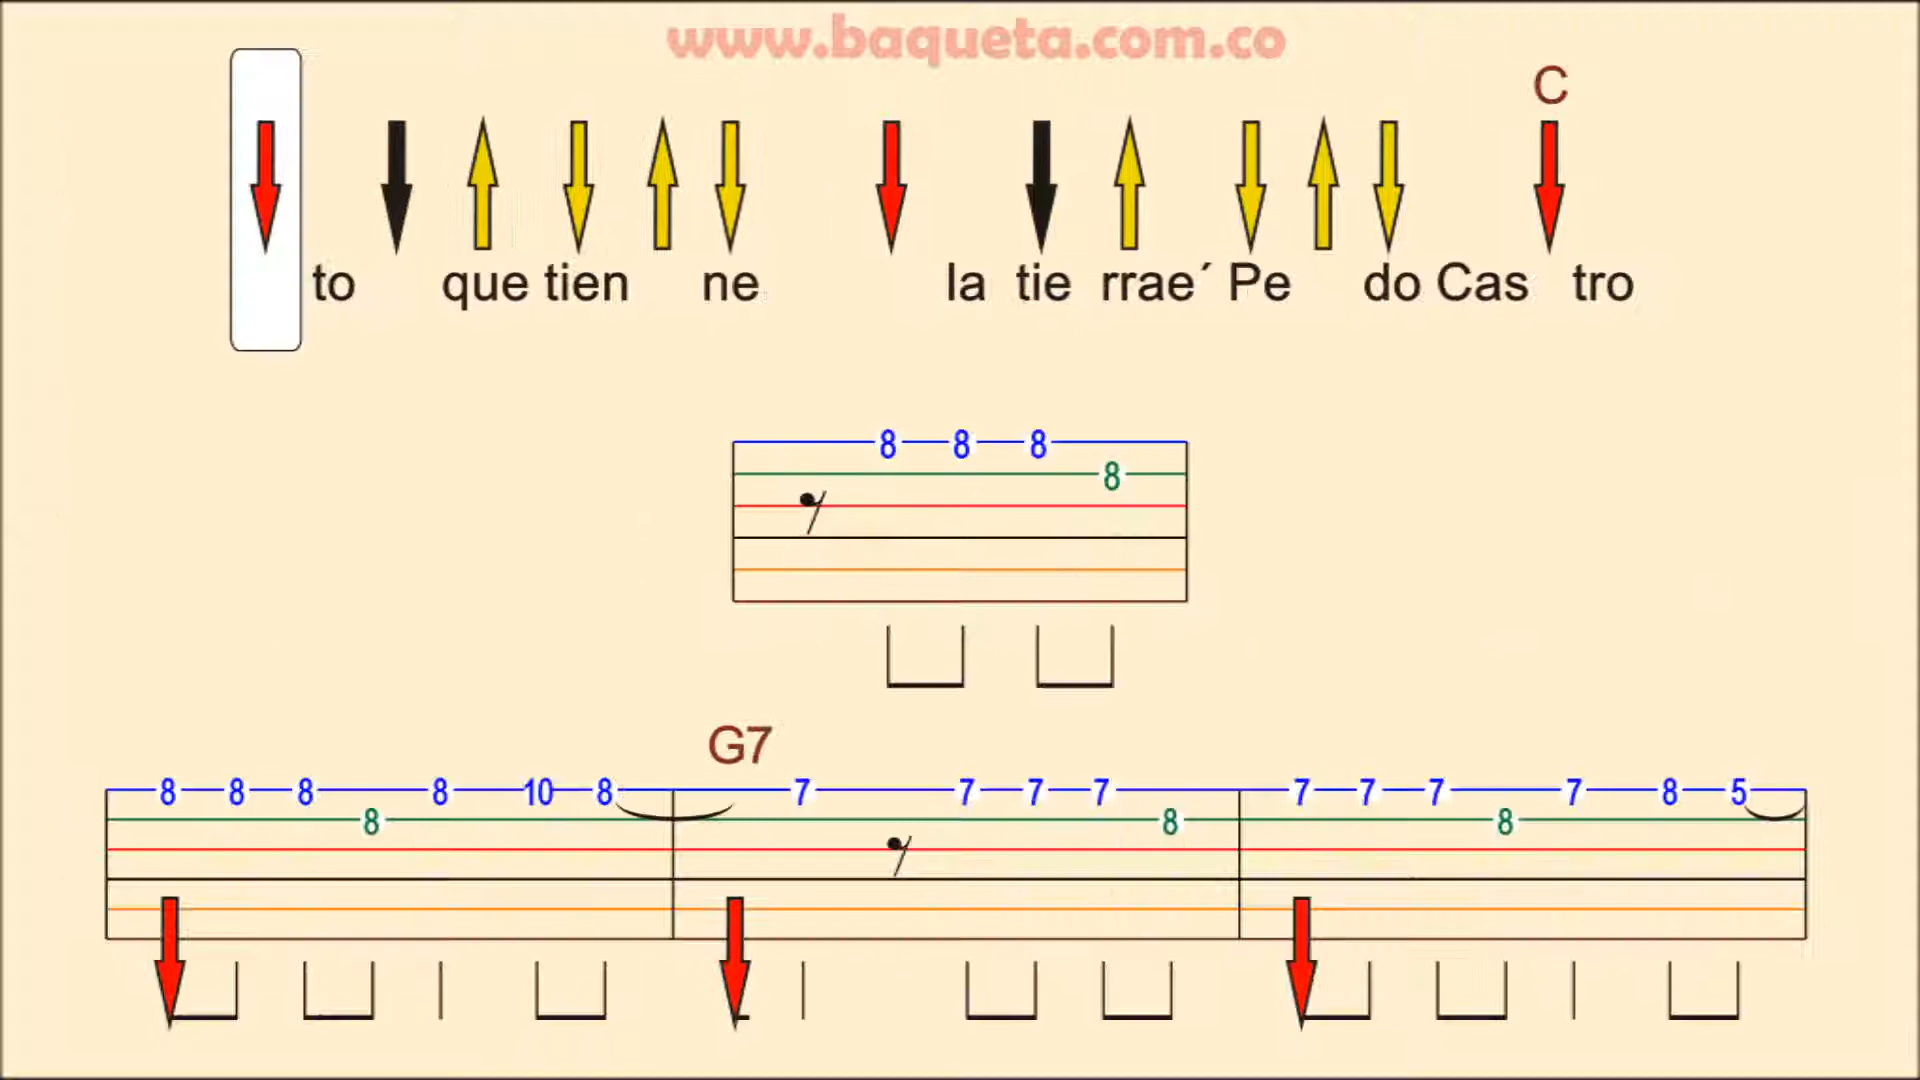 www.baqueta.com.co
C
to que tien ne la tie rrae´ Pe do Cas tro
8 8 8
8
G7
8 8 8 8 10 8 7 7 7 7 7 7 7 7 8 5
8 8 8